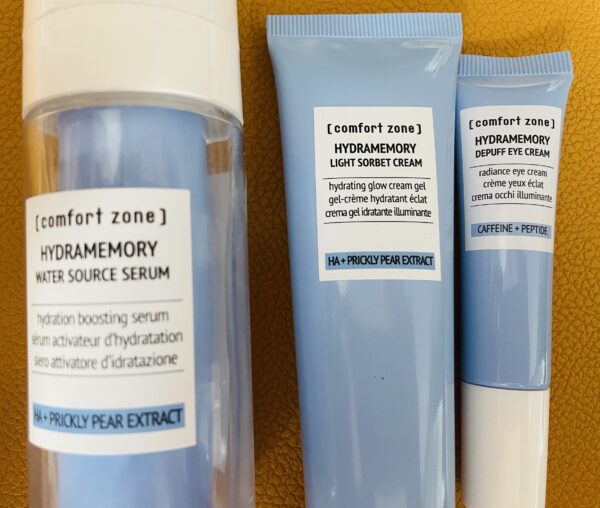 [ comfort zone ]
HYDRAMEMORY
WATER SOURCE SERUM
hydration boosting serum
sérum activateur d'hydratation
siero attivatore d'idratazione
HA + PRICKLY PEAR EXTRACT
[ comfort zone ]
HYDRAMEMORY
LIGHT SORBET CREAM
hydrating glow cream gel
gel-crème hydratant éclat
crema gel idratante illuminante
HA + PRICKLY PEAR EXTRACT
[ comfort zone ]
HYDRAMEMORY
DEPUFF EYE CREAM
radiance eye cream
crème yeux éclat
crema occhi illuminante
CAFFEINE + PEPTIDE